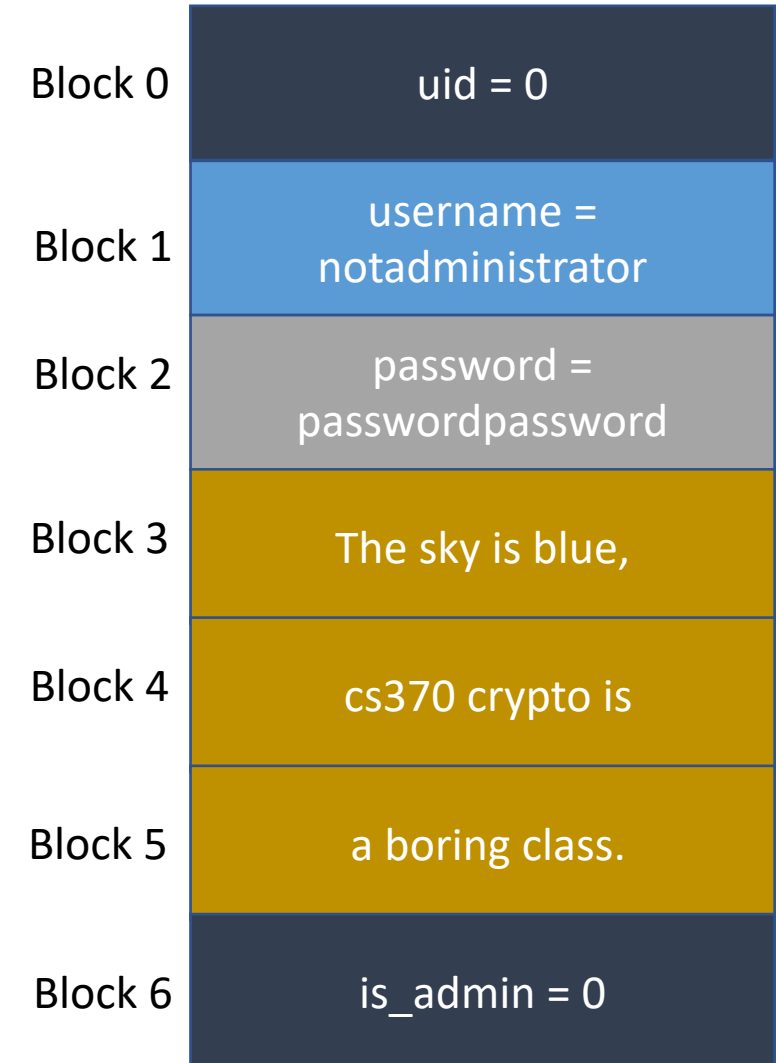 Block 0
uid = 0
Block 1
username =
notadministrator
Block 2
password =
passwordpassword
Block 3
The sky is blue,
Block 4
cs370 crypto is
Block 5
a boring class.
Block 6
is_admin = 0